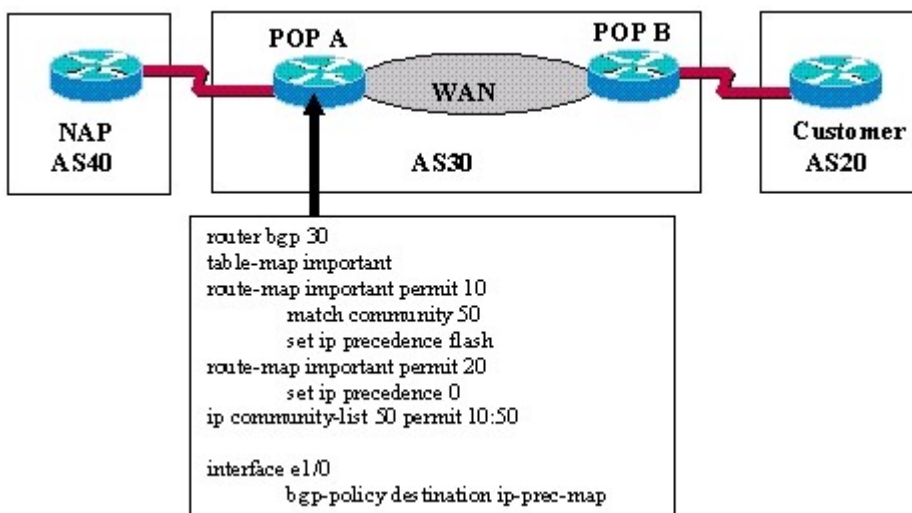 POP A
POP B
WAN
NAP
AS40
AS30
Customer
AS20
router bgp 30
table-map important
route-map important permit 10
match community 50
set ip precedence flash
route-map important permit 20
set ip precedence 0
ip community-list 50 permit 10:50
interface e1/0
bgp-policy destination ip-prec-map